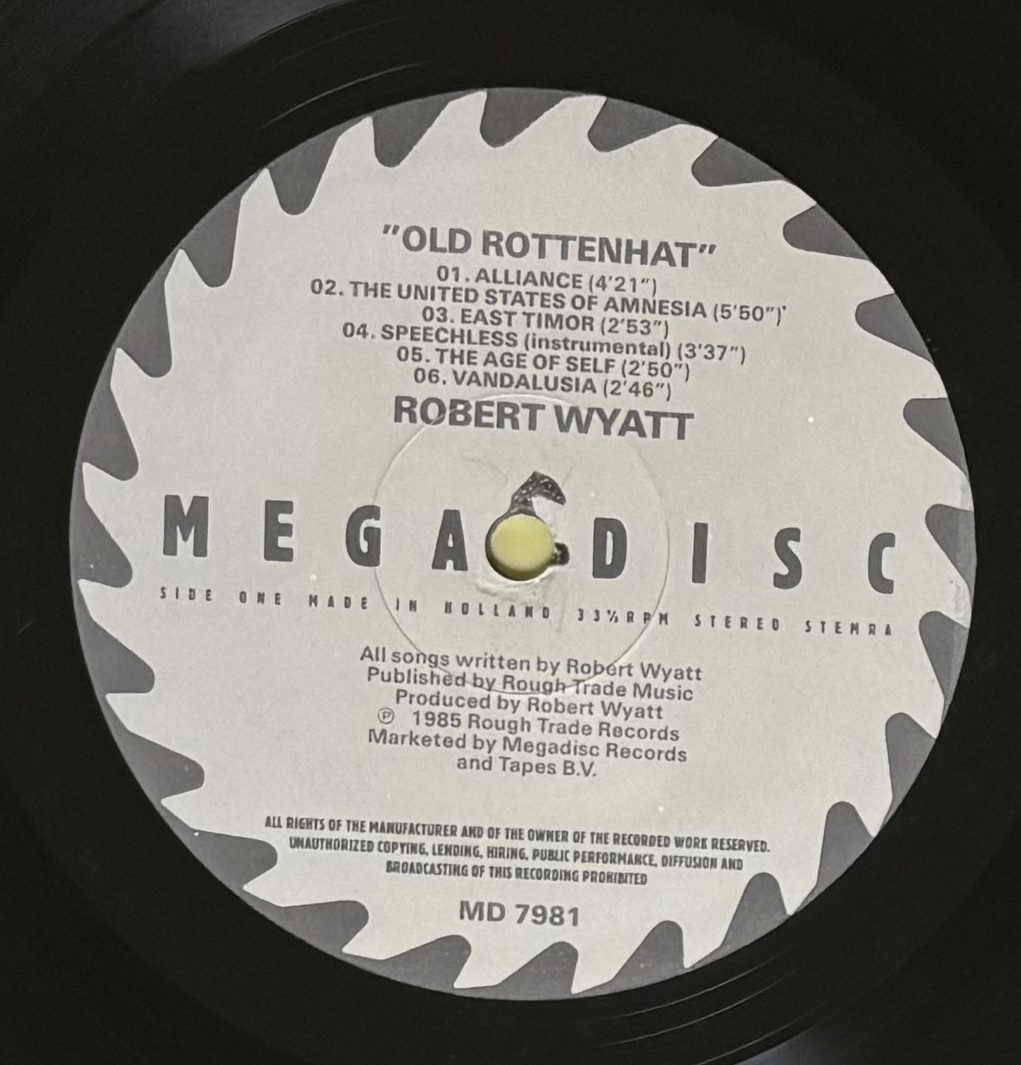 "OLD ROTTENHAT"
01. ALLIANCE (4'21")
02. THE UNITED STATES OF AMNESIA (5'50")
03. EAST TIMOR (2'53")
04. SPEECHLESS (instrumental) (3'37")
05. THE AGE OF SELF (2'50")
06. VANDALUSIA (2'46")
ROBERT WYATT
MEGADISC
SIDE ONE MADE IN HOLLAND 33⅓RPM STEREO STEMRA
All songs written by Robert Wyatt
Published by Rough Trade Music
Produced by Robert Wyatt
℗ 1985 Rough Trade Records
Marketed by Megadisc Records
and Tapes B.V.
ALL RIGHTS OF THE MANUFACTURER AND OF THE OWNER OF THE RECORDED WORK RESERVED.
UNAUTHORIZED COPYING, LENDING, HIRING, PUBLIC PERFORMANCE, DIFFUSION AND
BROADCASTING OF THIS RECORDING PROHIBITED
MD 7981